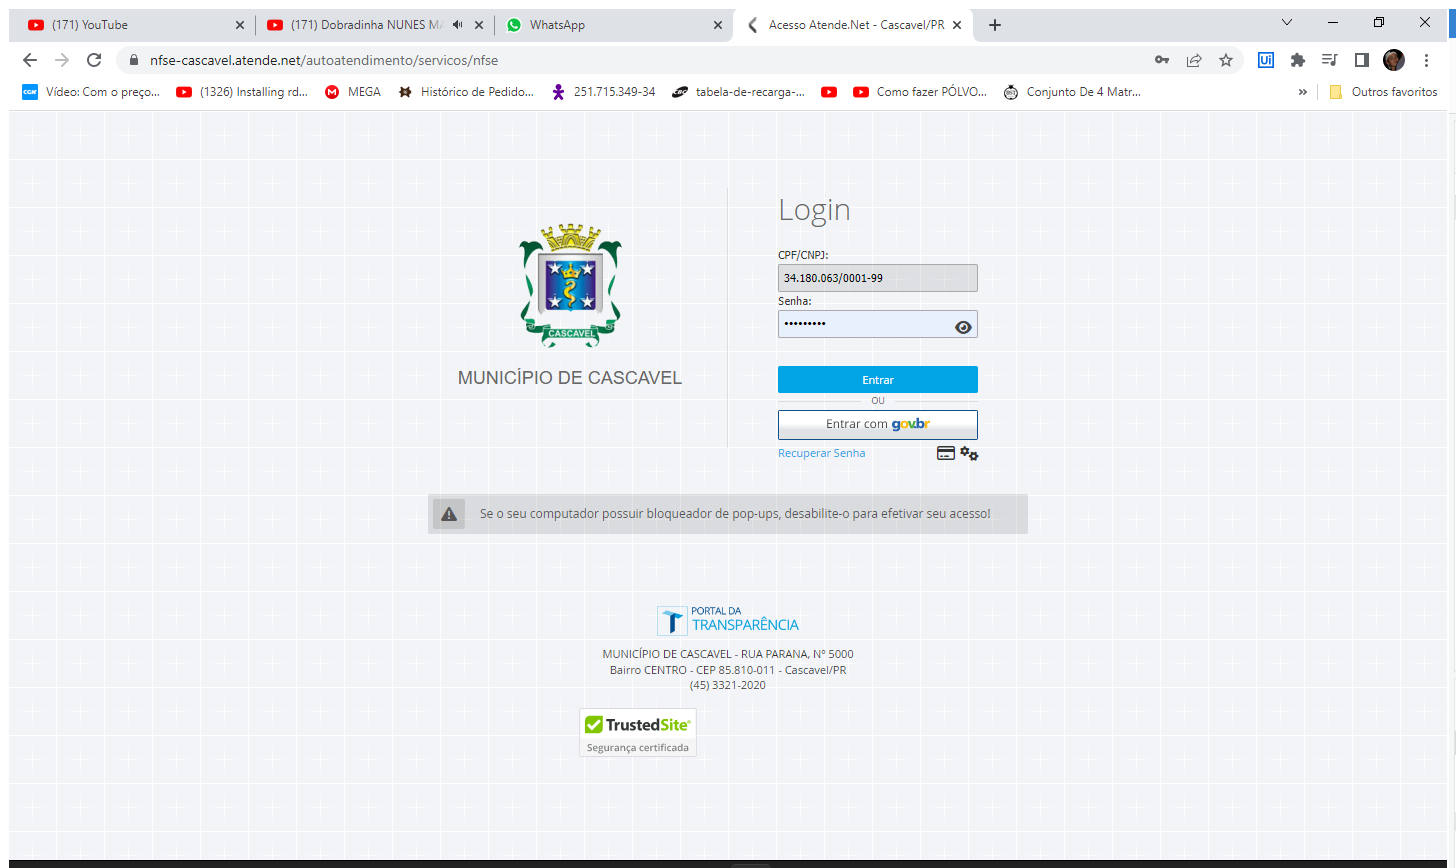 (171) YouTube
(171) Dobradinha NUNES MA
WhatsApp
Acesso Atende.Net - Cascavel/PR
nfse-cascavel.atende.net/autoatendimento/servicos/nfse
Vídeo: Com o preço...
(1326) Installing rd...
MEGA
Histórico de Pedido...
251.715.349-34
tabela-de-recarga-...
Como fazer PÓLVO...
Conjunto De 4 Matr...
»
Outros favoritos
CASCAVEL
MUNICÍPIO DE CASCAVEL
Login
CPF/CNPJ:
34.180.063/0001-99
Senha:
•••••••••
Entrar
OU
Entrar com gov.br
Recuperar Senha
Se o seu computador possuir bloqueador de pop-ups, desabilite-o para efetivar seu acesso!
PORTAL DA
TRANSPARÊNCIA
MUNICÍPIO DE CASCAVEL - RUA PARANA, Nº 5000
Bairro CENTRO - CEP 85.810-011 - Cascavel/PR
(45) 3321-2020
TrustedSite
Segurança certificada